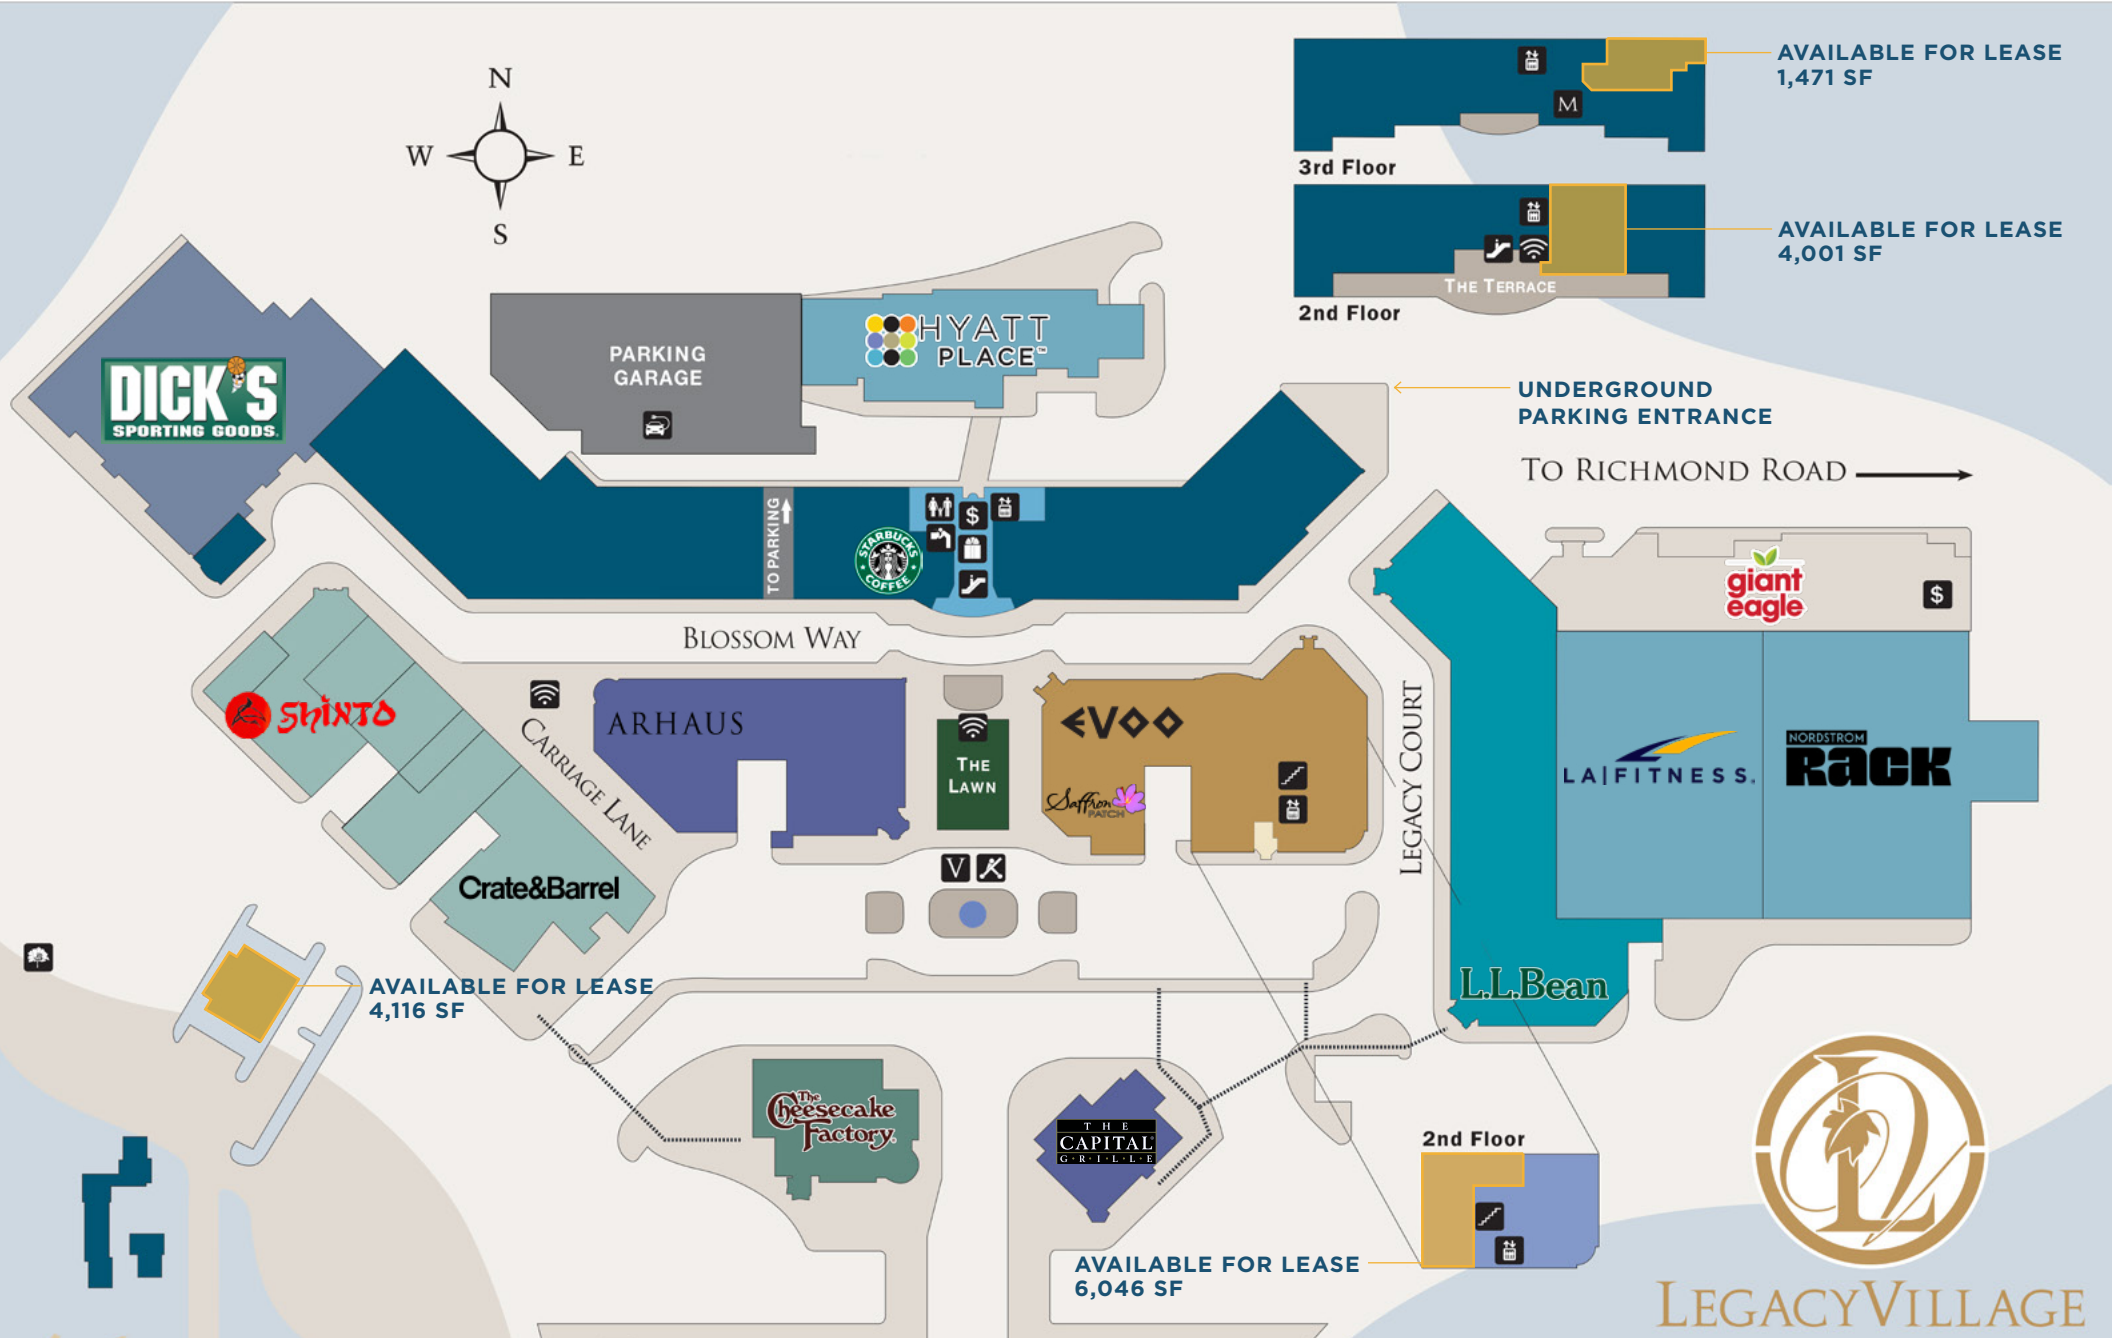 N
W
E
S
AVAILABLE FOR LEASE
1,471 SF
M
3rd Floor
AVAILABLE FOR LEASE
4,001 SF
THE TERRACE
2nd Floor
HYATT
PLACE™
PARKING
GARAGE
DICK'S
SPORTING GOODS.
UNDERGROUND
PARKING ENTRANCE
TO RICHMOND ROAD
TO PARKING
STARBUCKS
COFFEE
$
giant
eagle
$
BLOSSOM WAY
SHINTO
CARRIAGE LANE
ARHAUS
THE
LAWN
EVOO
Saffron
PATCH
LEGACY COURT
LA|FITNESS.
NORDSTROM
RACK
V
Crate&Barrel
L.L.Bean
AVAILABLE FOR LEASE
4,116 SF
The
Cheesecake
Factory
THE
CAPITAL
G·R·I·L·L·E
2nd Floor
AVAILABLE FOR LEASE
6,046 SF
LV
LEGACY VILLAGE